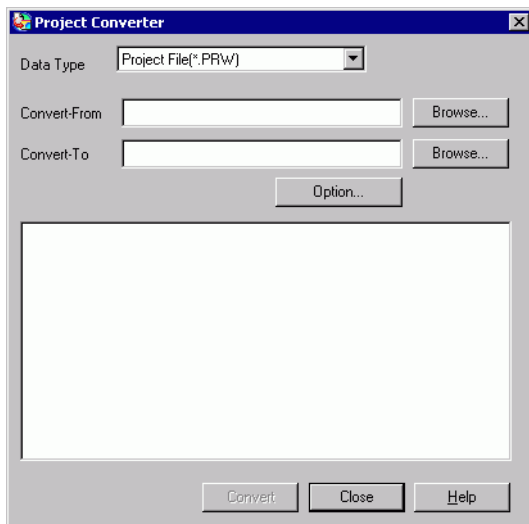 Project Converter
Data Type Project File(*.PRW)
Convert-From Browse...
Convert-To Browse...
Option...
Convert Close Help